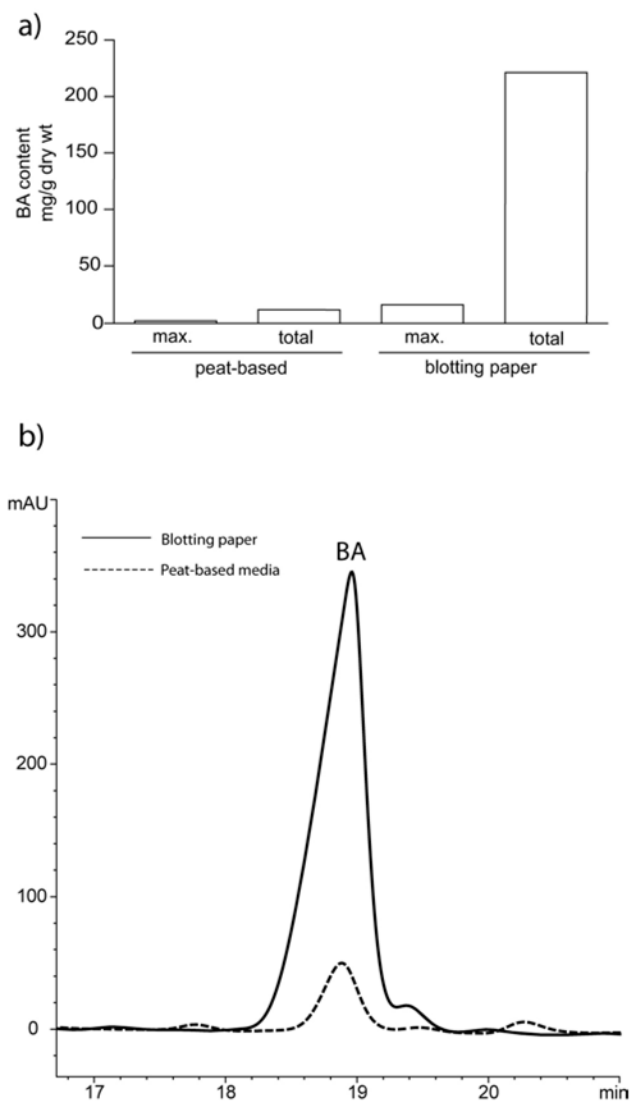 a)
250
200
150
100
50
0
BA content
mg/g dry wt
max. total max. total
peat-based blotting paper
b)
mAU
Blotting paper
Peat-based media
BA
300
200
100
0
17 18 19 20 min